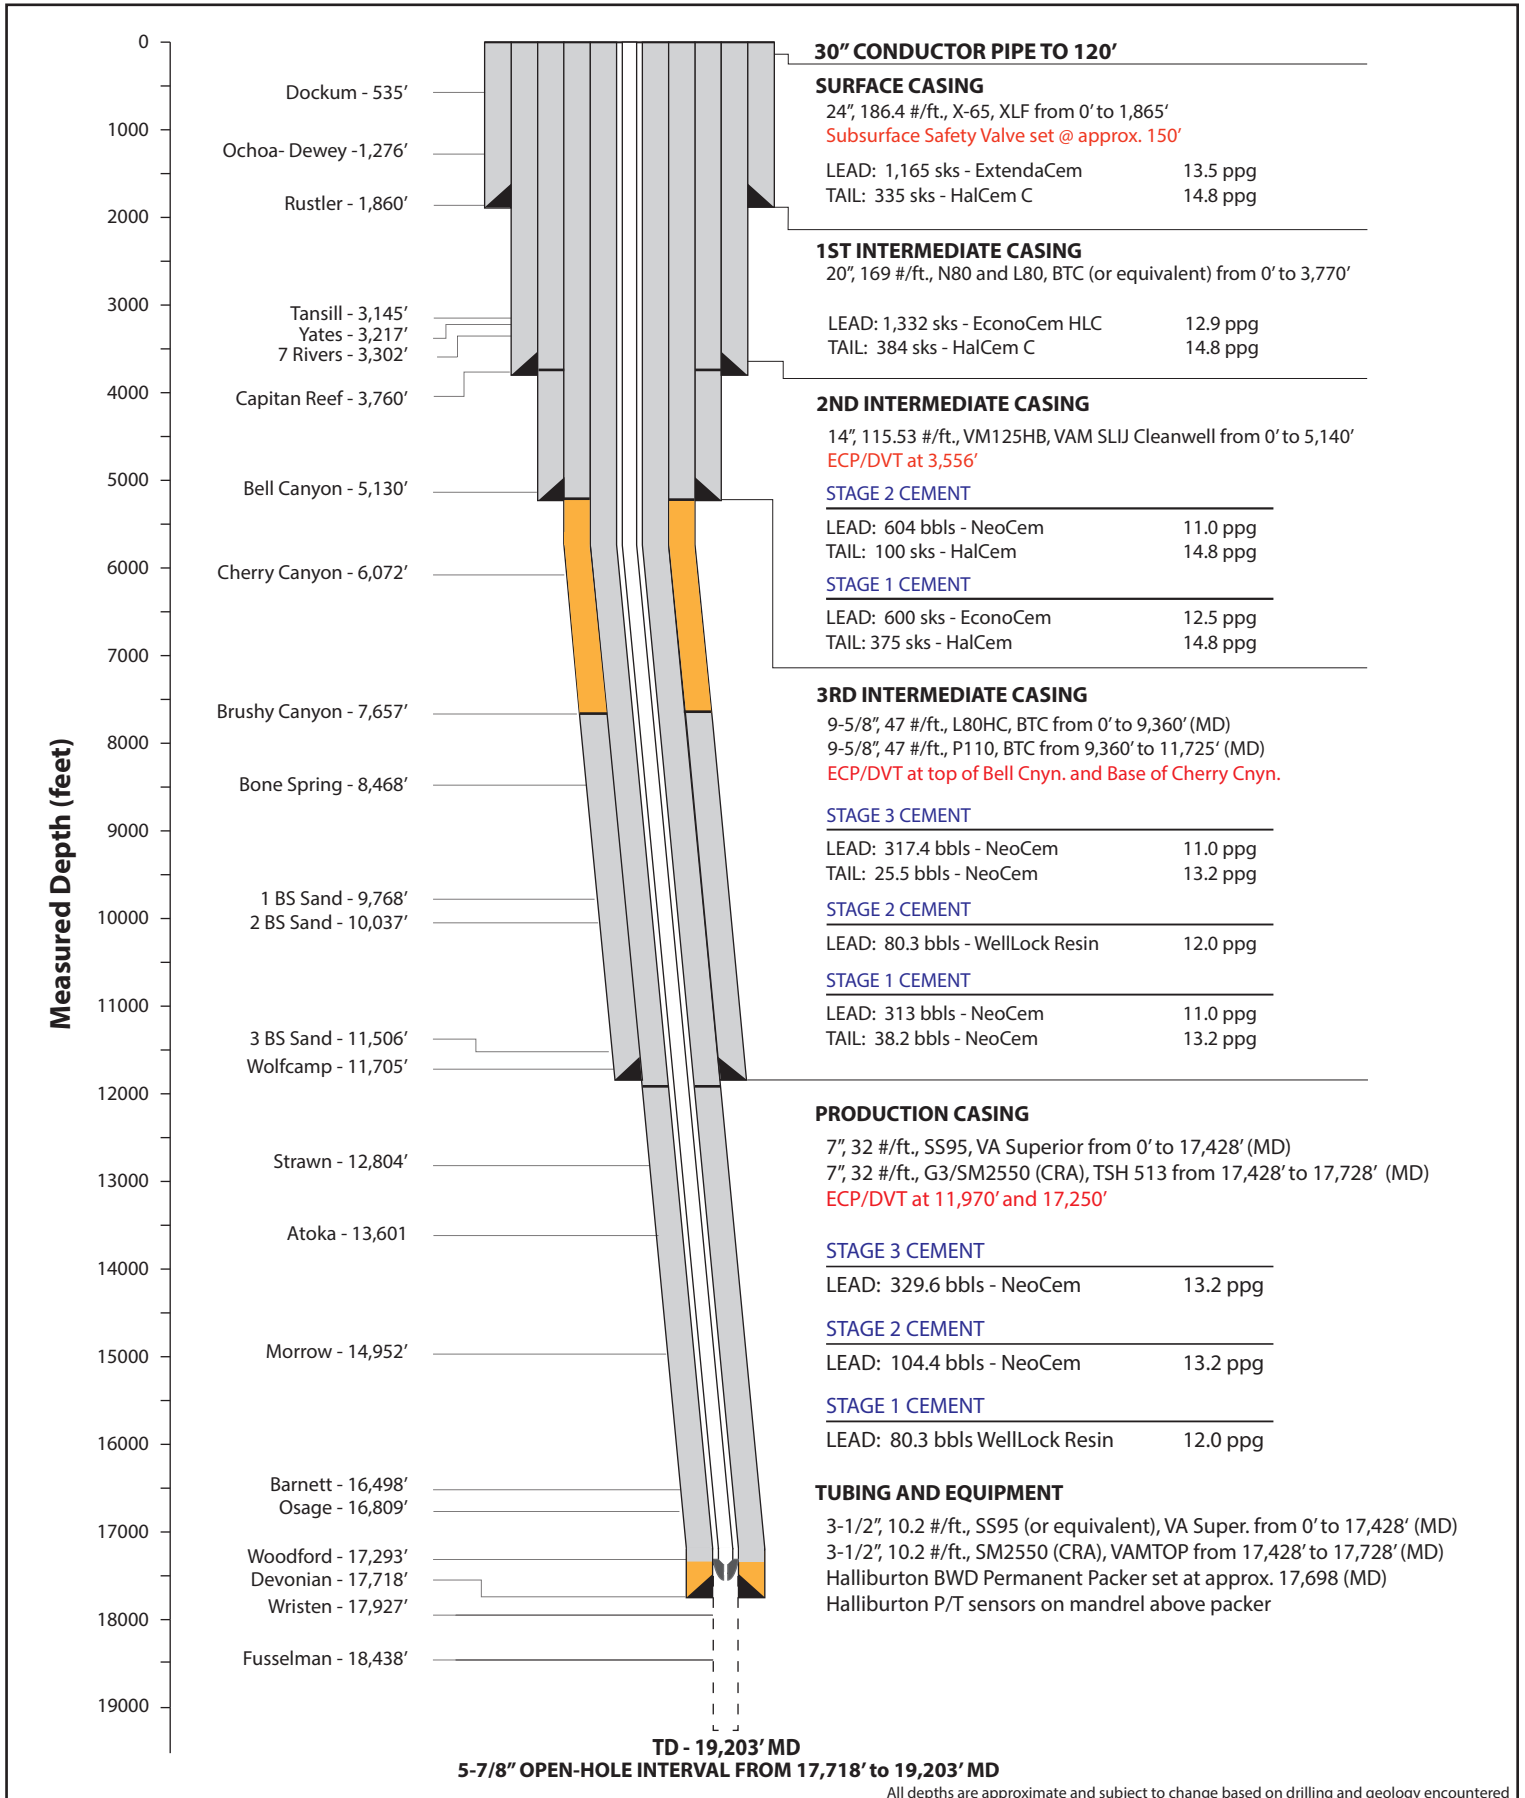 0
1000
2000
3000
4000
5000
6000
7000
8000
9000
10000
11000
12000
13000
14000
15000
16000
17000
18000
19000
Measured Depth (feet)
Dockum - 535’
Ochoa- Dewey -1,276’
Rustler - 1,860’
Tansill - 3,145’
Yates - 3,217’
7 Rivers - 3,302’
Capitan Reef - 3,760’
Bell Canyon - 5,130’
Cherry Canyon - 6,072’
Brushy Canyon - 7,657’
Bone Spring - 8,468’
1 BS Sand - 9,768’
2 BS Sand - 10,037’
3 BS Sand - 11,506’
Wolfcamp - 11,705’
Strawn - 12,804’
Atoka - 13,601
Morrow - 14,952’
Barnett - 16,498’
Osage - 16,809’
Woodford - 17,293’
Devonian - 17,718’
Wristen - 17,927’
Fusselman - 18,438’
30” CONDUCTOR PIPE TO 120’
SURFACE CASING
24”, 186.4 #/ft., X-65, XLF from 0’ to 1,865‘
Subsurface Safety Valve set @ approx. 150’
LEAD: 1,165 sks - ExtendaCem 13.5 ppg
TAIL: 335 sks - HalCem C 14.8 ppg
1ST INTERMEDIATE CASING
20”, 169 #/ft., N80 and L80, BTC (or equivalent) from 0’ to 3,770’
LEAD: 1,332 sks - EconoCem HLC 12.9 ppg
TAIL: 384 sks - HalCem C 14.8 ppg
2ND INTERMEDIATE CASING
14”, 115.53 #/ft., VM125HB, VAM SLIJ Cleanwell from 0’ to 5,140’
ECP/DVT at 3,556’
STAGE 2 CEMENT
LEAD: 604 bbls - NeoCem 11.0 ppg
TAIL: 100 sks - HalCem 14.8 ppg
STAGE 1 CEMENT
LEAD: 600 sks - EconoCem 12.5 ppg
TAIL: 375 sks - HalCem 14.8 ppg
3RD INTERMEDIATE CASING
9-5/8”, 47 #/ft., L80HC, BTC from 0’ to 9,360’ (MD)
9-5/8”, 47 #/ft., P110, BTC from 9,360’ to 11,725‘ (MD)
ECP/DVT at top of Bell Cnyn. and Base of Cherry Cnyn.
STAGE 3 CEMENT
LEAD: 317.4 bbls - NeoCem 11.0 ppg
TAIL: 25.5 bbls - NeoCem 13.2 ppg
STAGE 2 CEMENT
LEAD: 80.3 bbls - WellLock Resin 12.0 ppg
STAGE 1 CEMENT
LEAD: 313 bbls - NeoCem 11.0 ppg
TAIL: 38.2 bbls - NeoCem 13.2 ppg
PRODUCTION CASING
7”, 32 #/ft., SS95, VA Superior from 0’ to 17,428’ (MD)
7”, 32 #/ft., G3/SM2550 (CRA), TSH 513 from 17,428’ to 17,728’ (MD)
ECP/DVT at 11,970’ and 17,250’
STAGE 3 CEMENT
LEAD: 329.6 bbls - NeoCem 13.2 ppg
STAGE 2 CEMENT
LEAD: 104.4 bbls - NeoCem 13.2 ppg
STAGE 1 CEMENT
LEAD: 80.3 bbls WellLock Resin 12.0 ppg
TUBING AND EQUIPMENT
3-1/2”, 10.2 #/ft., SS95 (or equivalent), VA Super. from 0’ to 17,428‘ (MD)
3-1/2”, 10.2 #/ft., SM2550 (CRA), VAMTOP from 17,428’ to 17,728’ (MD)
Halliburton BWD Permanent Packer set at approx. 17,698 (MD)
Halliburton P/T sensors on mandrel above packer
TD - 19,203’ MD
5-7/8” OPEN-HOLE INTERVAL FROM 17,718’ to 19,203’ MD
All depths are approximate and subject to change based on drilling and geology encountered